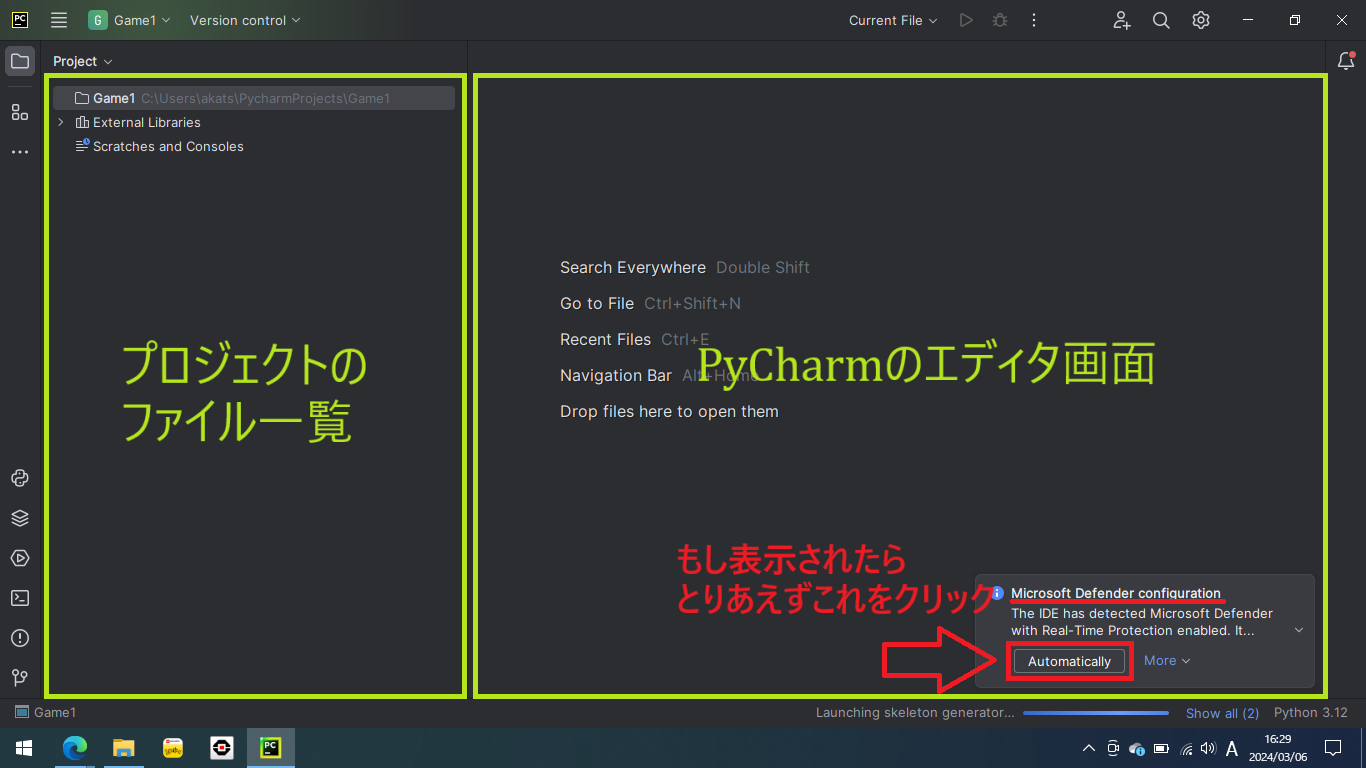 PC
G Game1
Version control
Current File
Project
Game1 C:\Users\akats\PycharmProjects\Game1
External Libraries
Scratches and Consoles
プロジェクトの
ファイル一覧
Search Everywhere Double Shift
Go to File Ctrl+Shift+N
Recent Files Ctrl+E
Navigation Bar Alt+Home
Drop files here to open them
PyCharmのエディタ画面
もし表示されたら
とりあえずこれをクリック
Microsoft Defender configuration
The IDE has detected Microsoft Defender
with Real-Time Protection enabled. It...
Automatically
More
Game1
Launching skeleton generator...
Show all (2)
Python 3.12
PC
A
16:29
2024/03/06